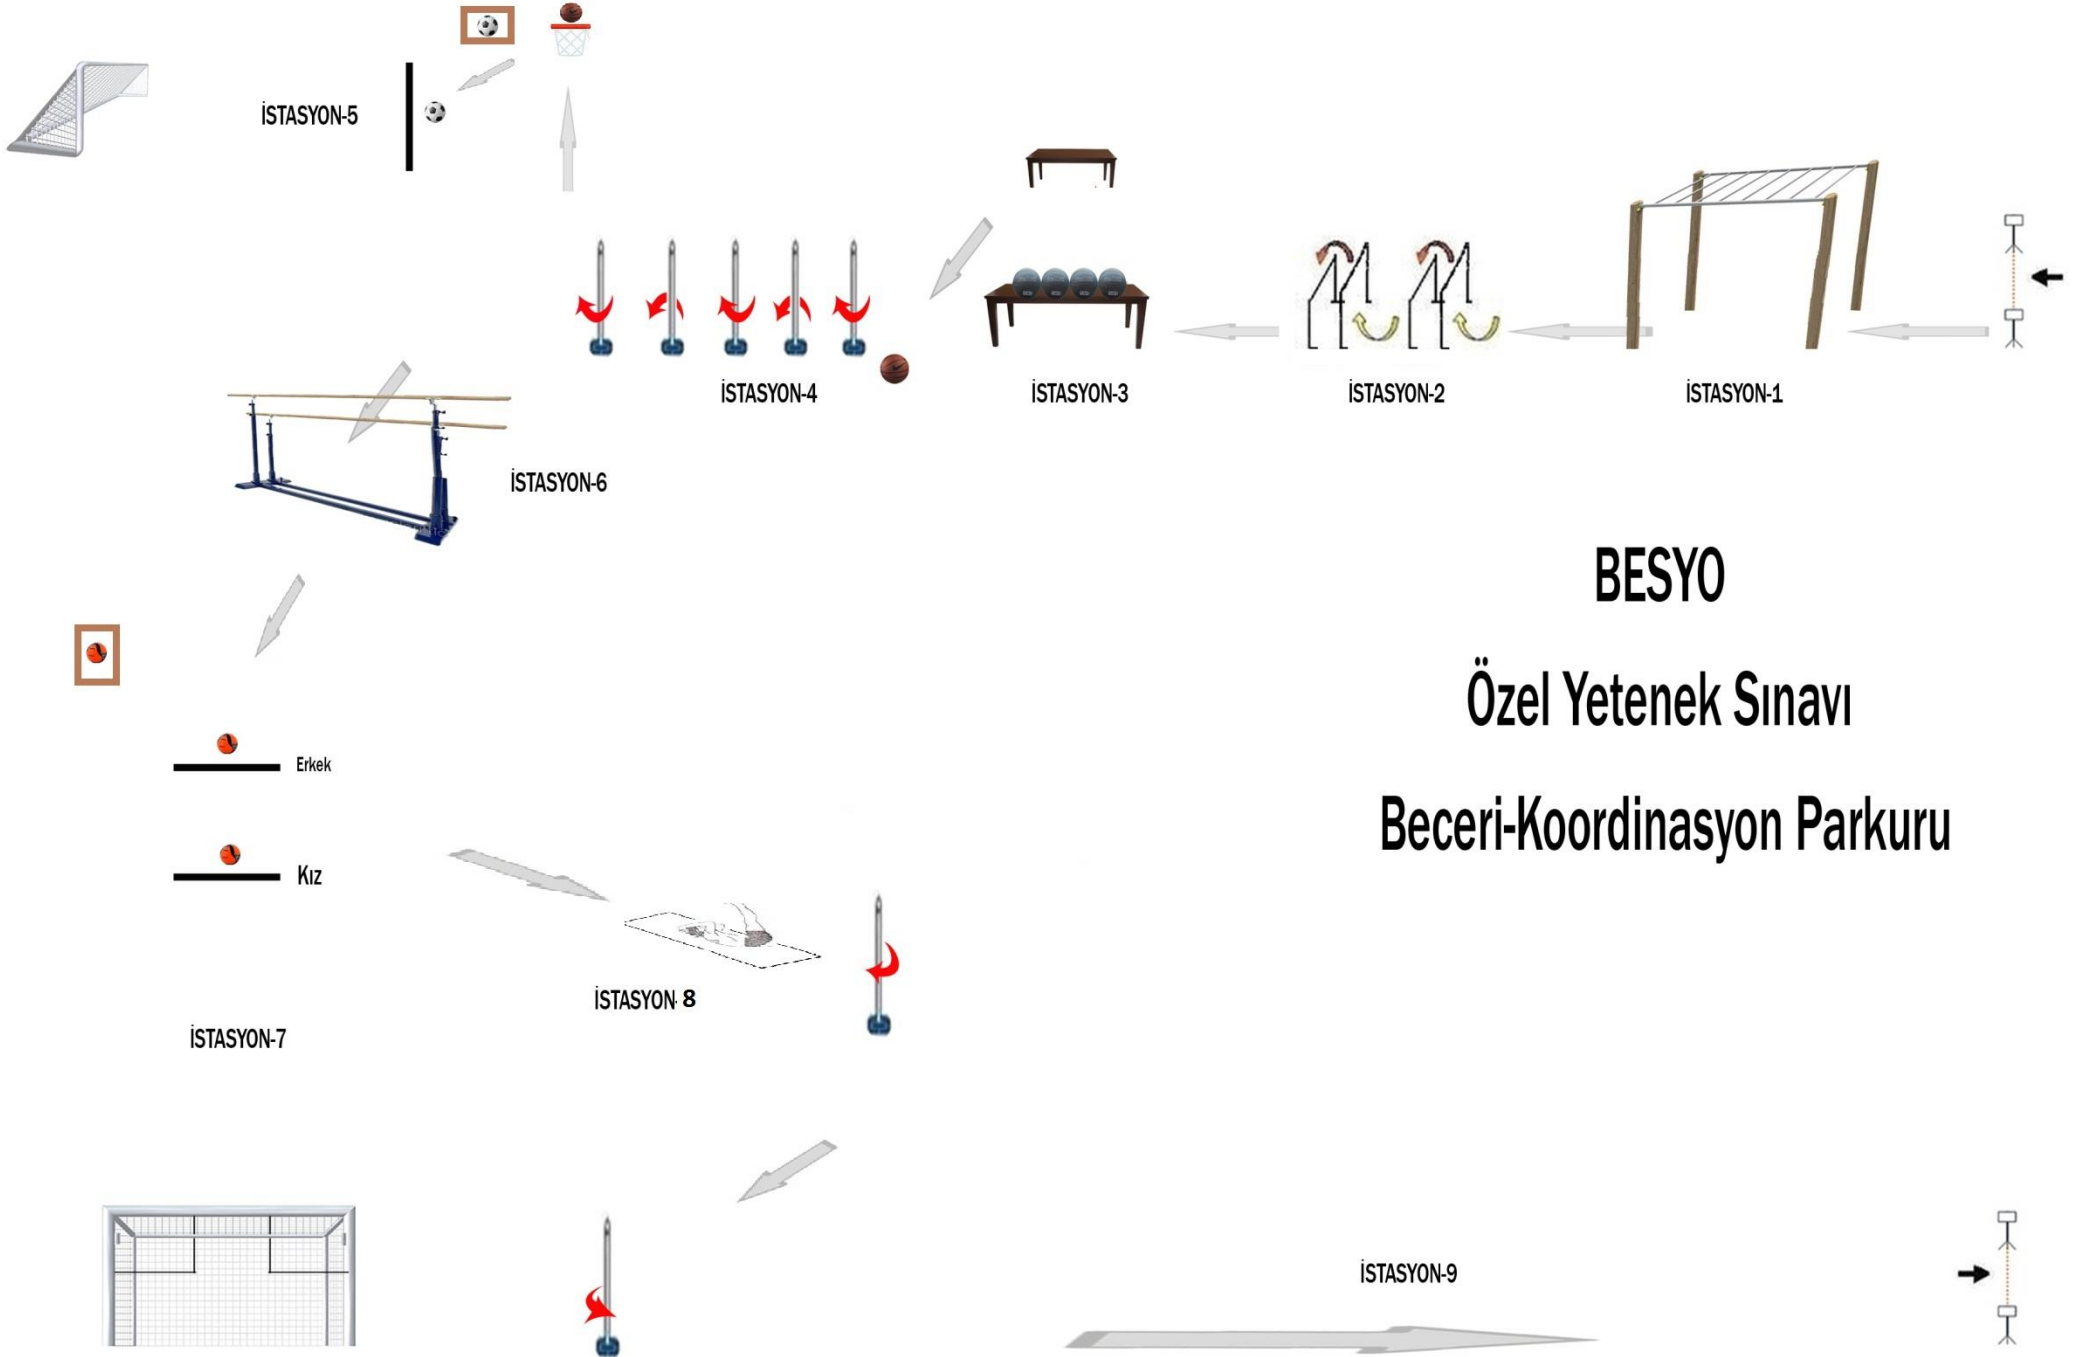 İSTASYON-5
İSTASYON-4
İSTASYON-3
İSTASYON-2
İSTASYON-1
İSTASYON-6
BESYO
Özel Yetenek Sınavı
Beceri-Koordinasyon Parkuru
Erkek
Kız
İSTASYON-8
İSTASYON-7
İSTASYON-9